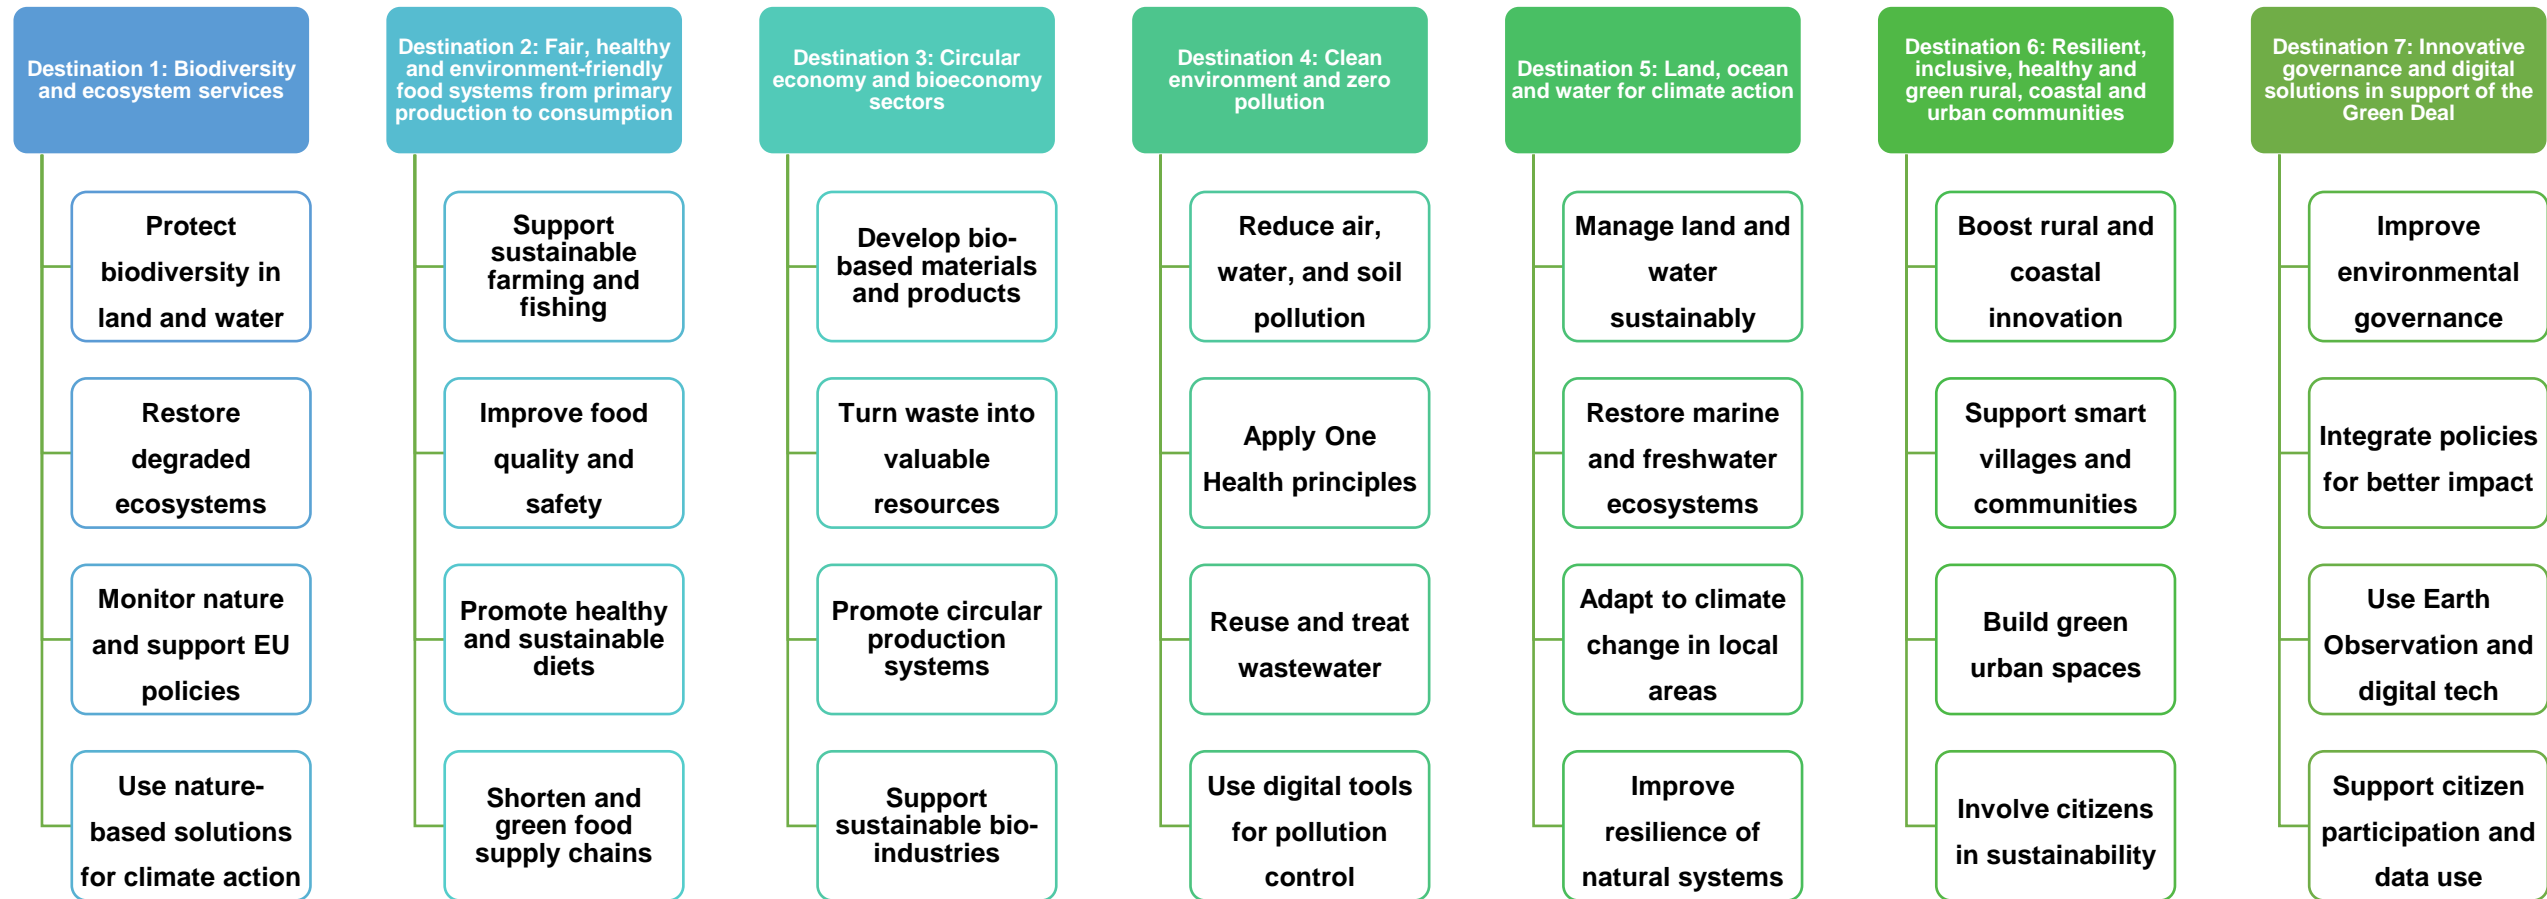 Destination 1: Biodiversity
and ecosystem services
Protect
biodiversity in
land and water
Restore
degraded
ecosystems
Monitor nature
and support EU
policies
Use nature-
based solutions
for climate action
Destination 2: Fair, healthy
and environment-friendly
food systems from primary
production to consumption
Support
sustainable
farming and
fishing
Improve food
quality and
safety
Promote healthy
and sustainable
diets
Shorten and
green food
supply chains
Destination 3: Circular
economy and bioeconomy
sectors
Develop bio-
based materials
and products
Turn waste into
valuable
resources
Promote circular
production
systems
Support
sustainable bio-
industries
Destination 4: Clean
environment and zero
pollution
Reduce air,
water, and soil
pollution
Apply One
Health principles
Reuse and treat
wastewater
Use digital tools
for pollution
control
Destination 5: Land, ocean
and water for climate action
Manage land and
water
sustainably
Restore marine
and freshwater
ecosystems
Adapt to climate
change in local
areas
Improve
resilience of
natural systems
Destination 6: Resilient,
inclusive, healthy and
green rural, coastal and
urban communities
Boost rural and
coastal
innovation
Support smart
villages and
communities
Build green
urban spaces
Involve citizens
in sustainability
Destination 7: Innovative
governance and digital
solutions in support of the
Green Deal
Improve
environmental
governance
Integrate policies
for better impact
Use Earth
Observation and
digital tech
Support citizen
participation and
data use